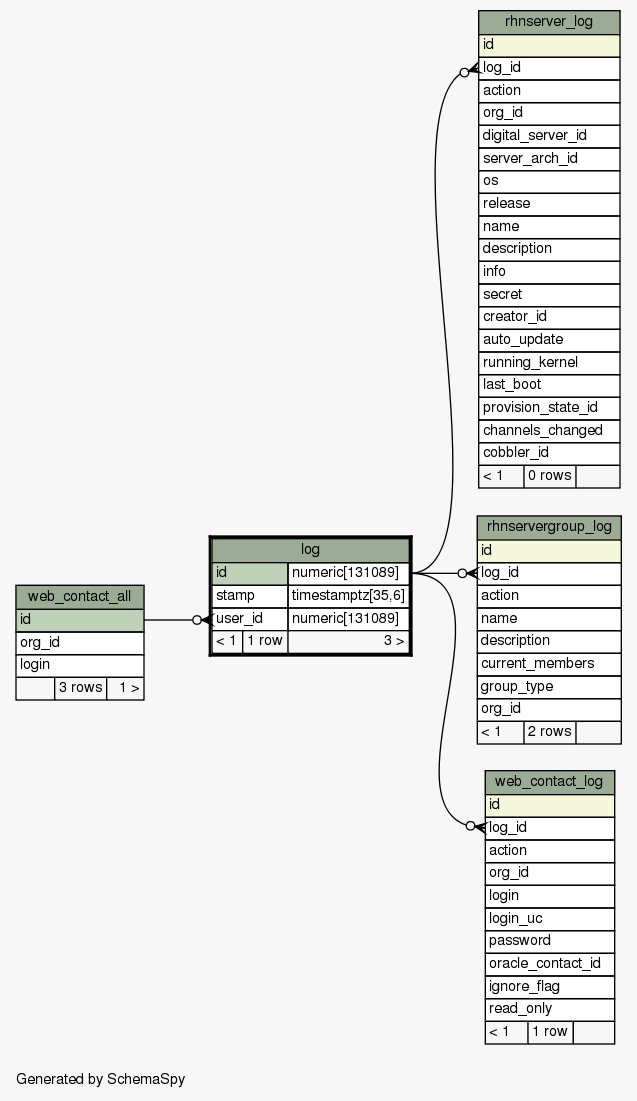 rhnserver_log
id
log_id
action
org_id
digital_server_id
server_arch_id
os
release
name
description
info
secret
creator_id
auto_update
running_kernel
last_boot
provision_state_id
channels_changed
cobbler_id
< 1 0 rows
rhnservergroup_log
id
log_id
action
name
description
current_members
group_type
org_id
< 1 2 rows
log
id numeric[131089]
stamp timestamptz[35,6]
user_id numeric[131089]
< 1 1 row 3 >
web_contact_all
id
org_id
login
3 rows 1 >
web_contact_log
id
log_id
action
org_id
login
login_uc
password
oracle_contact_id
ignore_flag
read_only
< 1 1 row
Generated by SchemaSpy